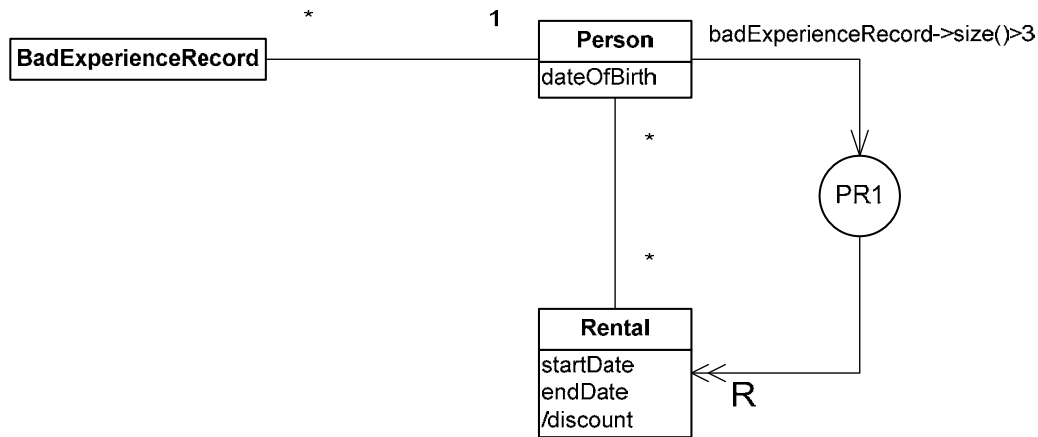 * 1
BadExperienceRecord
Person
dateOfBirth
badExperienceRecord->size()>3
*
PR1
*
Rental
startDate
endDate
/discount
R